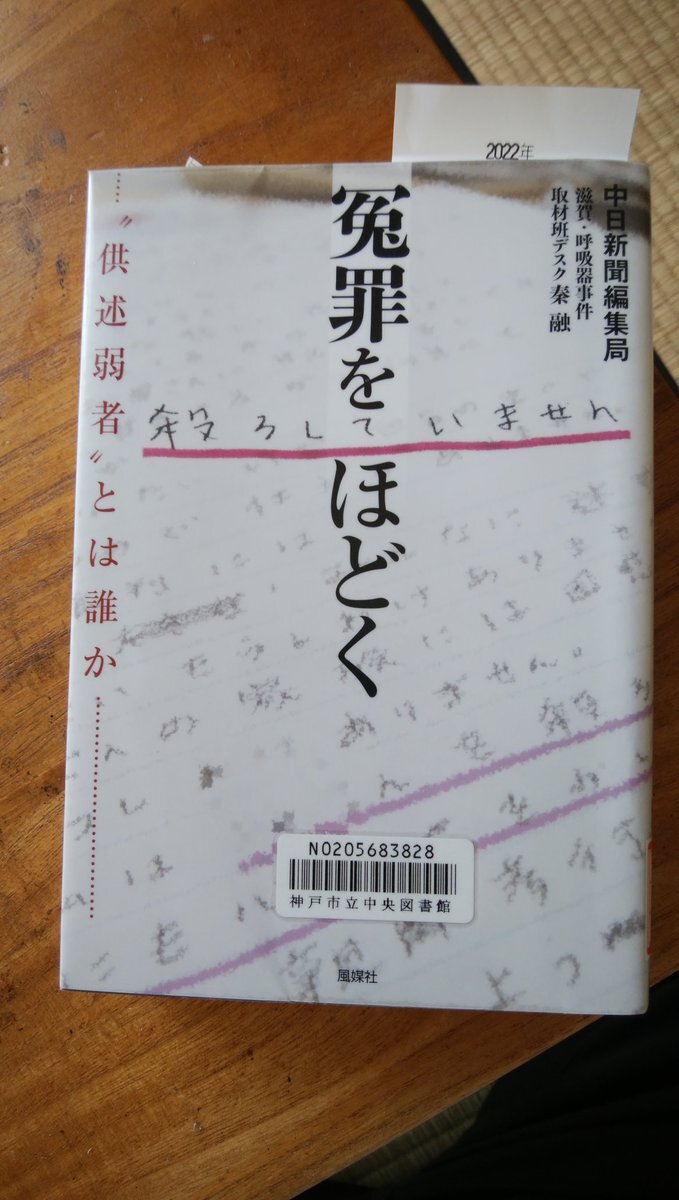 2022年
中日新聞編集局
滋賀・呼吸器事件
取材班デスク 秦 融
冤罪をほどく
殺ろしていません
〝供述弱者〟とは誰か
N0205683828
神戸市立中央図書館
風媒社